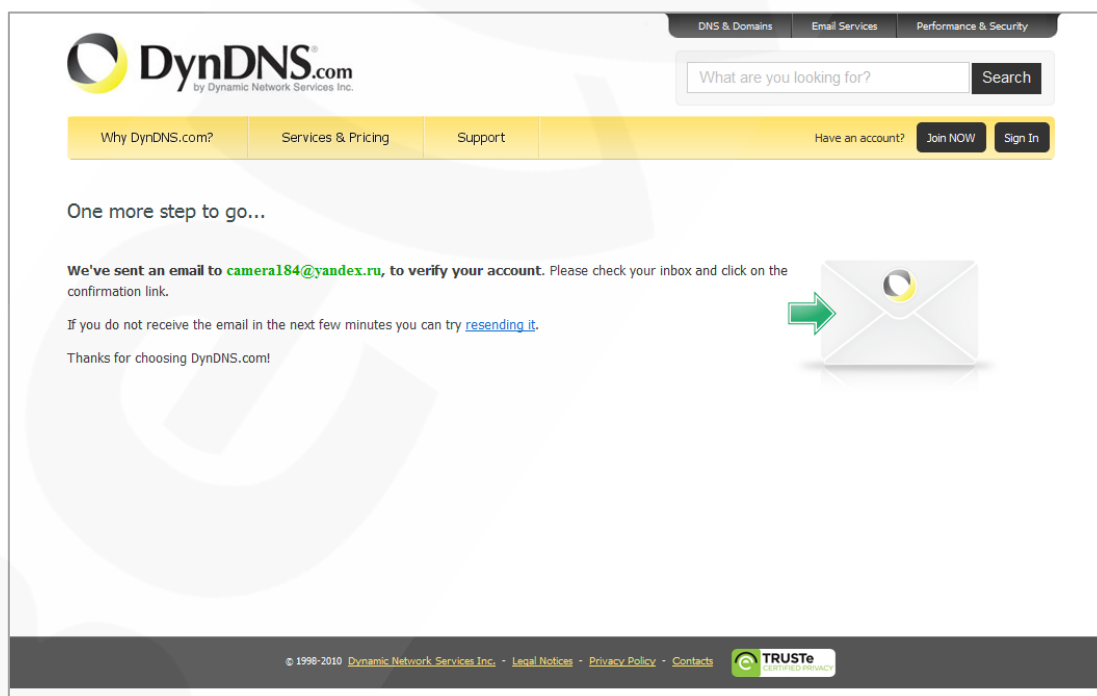 DNS & Domains Email Services Performance & Security
DynDNS.com
by Dynamic Network Services Inc.
What are you looking for? Search
Why DynDNS.com? Services & Pricing Support Have an account? Join NOW Sign In
One more step to go...
We've sent an email to camera184@yandex.ru, to verify your account. Please check your inbox and click on the
confirmation link.
If you do not receive the email in the next few minutes you can try resending it.
Thanks for choosing DynDNS.com!
© 1998-2010 Dynamic Network Services Inc. - Legal Notices - Privacy Policy - Contacts
TRUSTe
CERTIFIED PRIVACY